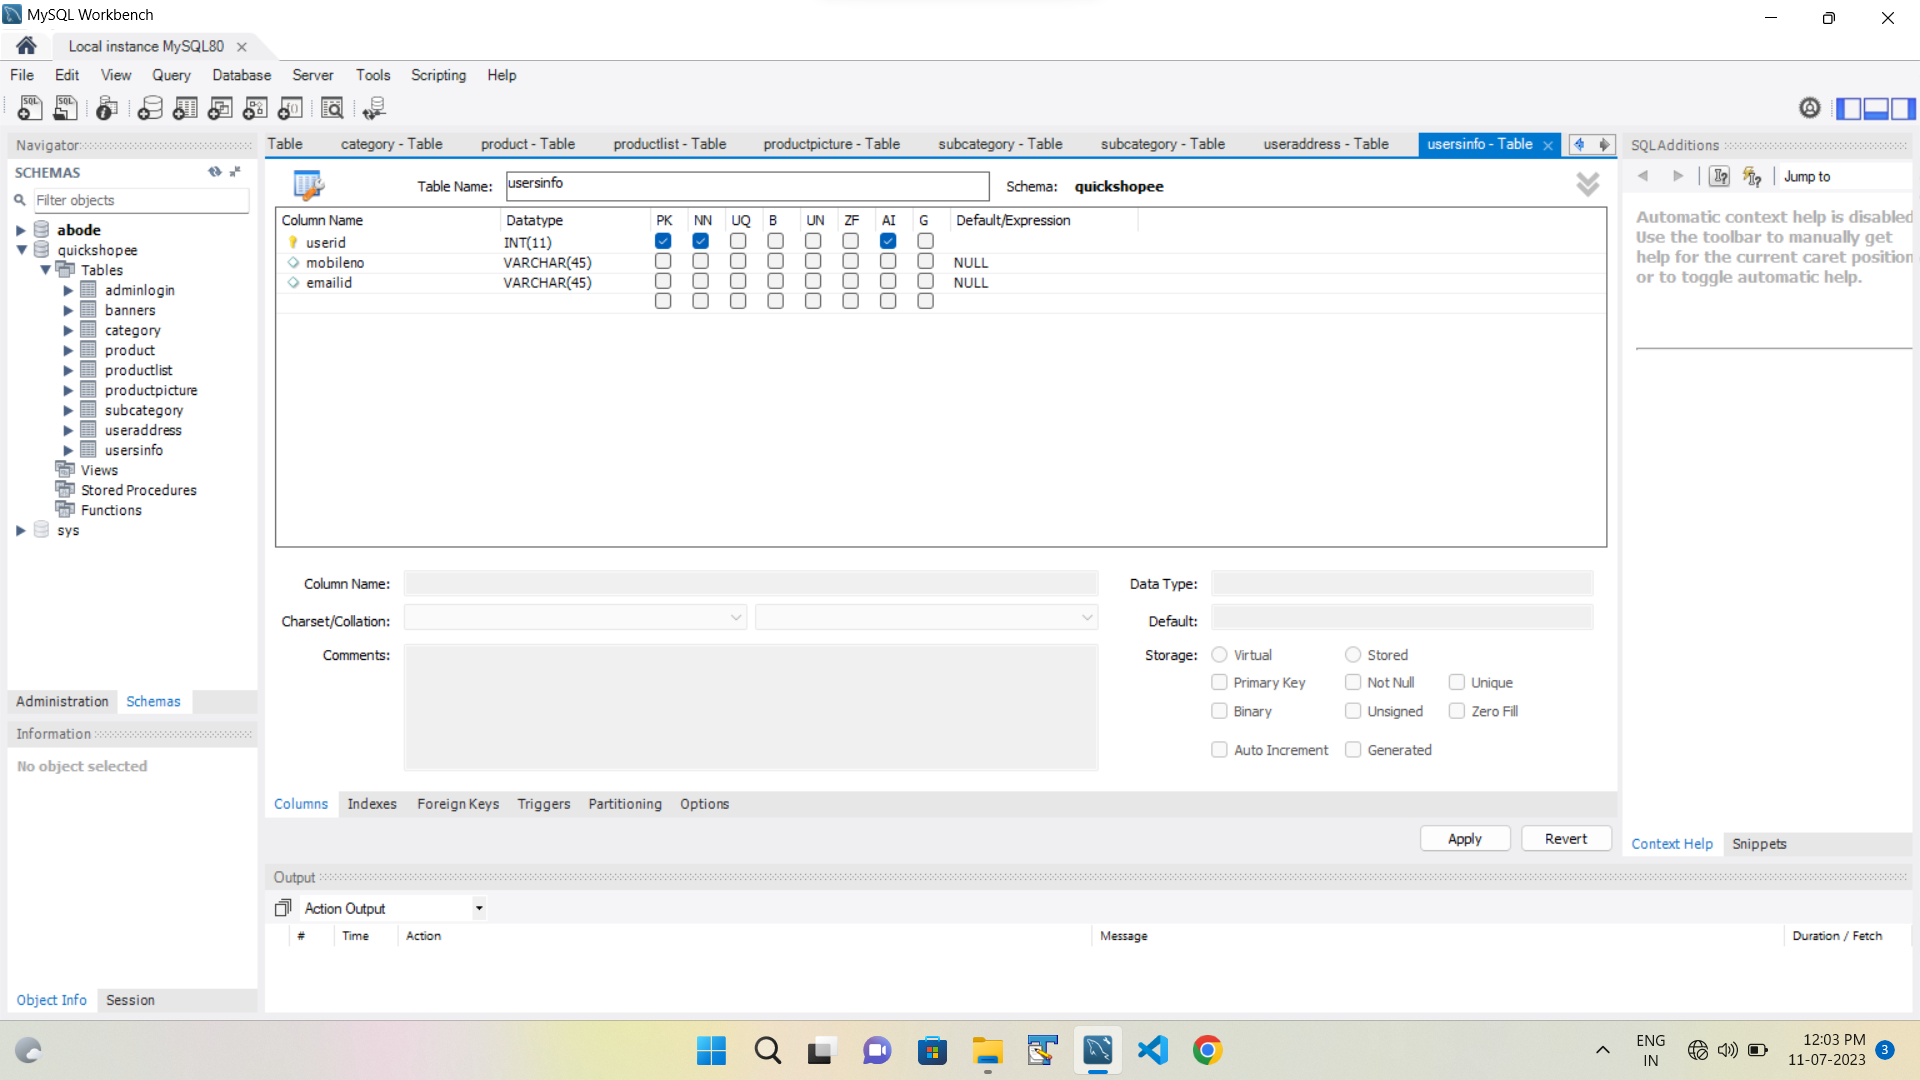 MySQL Workbench
Local instance MySQL80
File Edit View Query Database Server Tools Scripting Help
Navigator
SCHEMAS
Filter objects
abode
quickshopee
Tables
adminlogin
banners
category
product
productlist
productpicture
subcategory
useraddress
usersinfo
Views
Stored Procedures
Functions
sys
Administration Schemas
Information
No object selected
Object Info Session
Table category - Table product - Table productlist - Table productpicture - Table subcategory - Table subcategory - Table useraddress - Table usersinfo - Table
Table Name: usersinfo Schema: quickshopee
Column Name Datatype PK NN UQ B UN ZF AI G Default/Expression
userid INT(11)
mobileno VARCHAR(45) NULL
emailid VARCHAR(45) NULL
Column Name: Data Type:
Charset/Collation: Default:
Comments: Storage: Virtual Stored
Primary Key Not Null Unique
Binary Unsigned Zero Fill
Auto Increment Generated
Columns Indexes Foreign Keys Triggers Partitioning Options
Apply Revert
Output
Action Output
# Time Action Message Duration / Fetch
SQLAdditions
Jump to
Automatic context help is disabled
Use the toolbar to manually get
help for the current caret position
or to toggle automatic help.
Context Help Snippets
ENG
IN
12:03 PM
11-07-2023
3